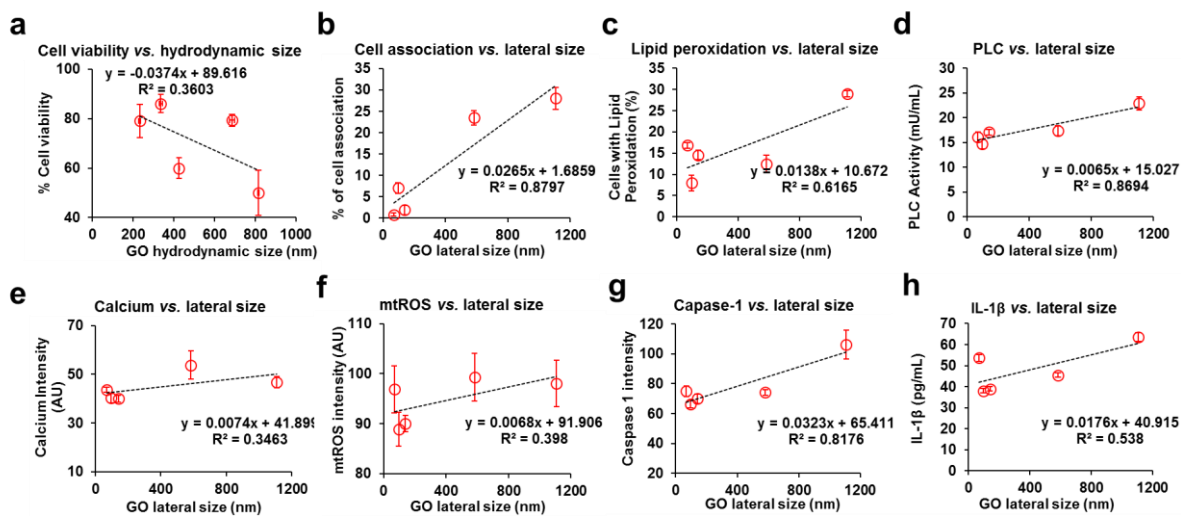 a
Cell viability vs. hydrodynamic size
y = -0.0374x + 89.616
R² = 0.3603
% Cell viability
100
80
60
40
0 200 400 600 800 1000
GO hydrodynamic size (nm)
b
Cell association vs. lateral size
% of cell association
35
30
25
20
15
10
5
0
y = 0.0265x + 1.6859
R² = 0.8797
0 400 800 1200
GO lateral size (nm)
c
Lipid peroxidation vs. lateral size
Cells with Lipid
Peroxidation (%)
35
30
25
20
15
10
5
0
y = 0.0138x + 10.672
R² = 0.6165
0 400 800 1200
GO lateral size (nm)
d
PLC vs. lateral size
PLC Activity (mU/mL)
30
25
20
15
10
5
0
y = 0.0065x + 15.027
R² = 0.8694
0 400 800 1200
GO lateral size (nm)
e
Calcium vs. lateral size
Calcium Intensity
(AU)
70
50
30
10
y = 0.0074x + 41.899
R² = 0.3463
0 400 800 1200
GO lateral size (nm)
f
mtROS vs. lateral size
mtROS intensity (AU)
110
100
90
80
y = 0.0068x + 91.906
R² = 0.398
0 400 800 1200
GO lateral size (nm)
g
Capase-1 vs. lateral size
Caspase 1 intensity
120
100
80
60
40
20
y = 0.0323x + 65.411
R² = 0.8176
0 400 800 1200
GO lateral size (nm)
h
IL-1β vs. lateral size
IL-1β (pg/mL)
70
60
50
40
30
20
10
0
y = 0.0176x + 40.915
R² = 0.538
0 400 800 1200
GO lateral size (nm)